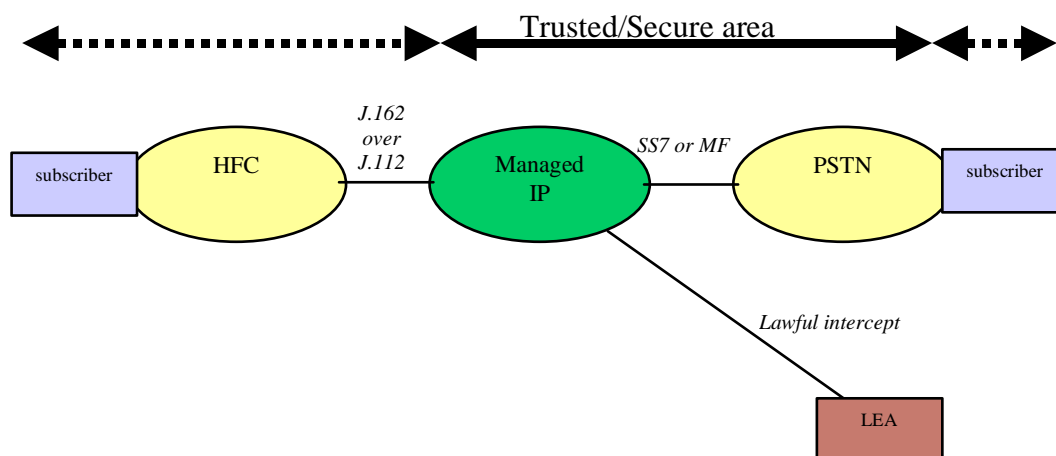 Trusted/Secure area
J.162
over
J.112
SS7 or MF
subscriber
HFC
Managed
IP
PSTN
subscriber
Lawful intercept
LEA